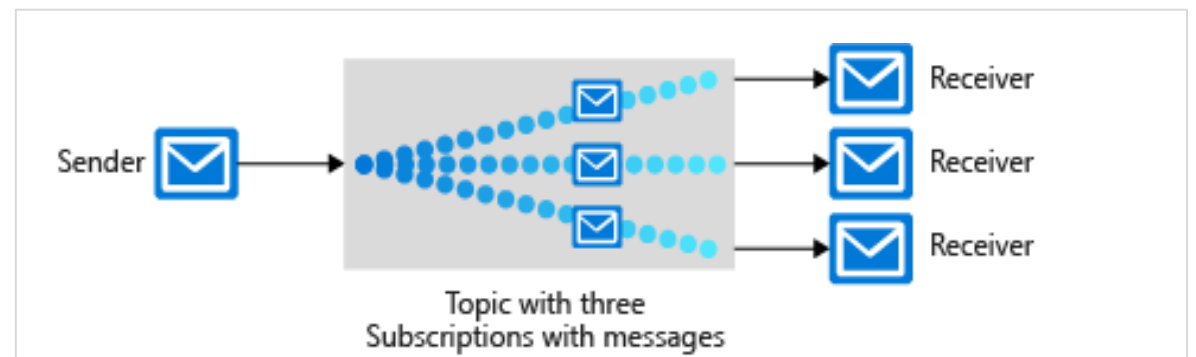 Sender
Receiver
Receiver
Receiver
Topic with three
Subscriptions with messages